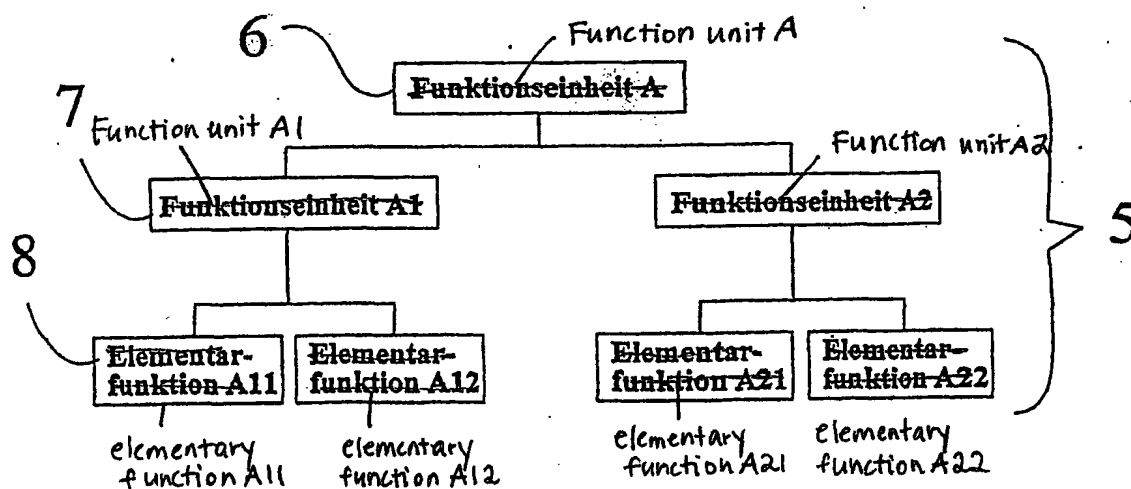 6
Function unit A
Funktionseinheit A
7
Function unit A1
Function unit A2
Funktionseinheit A1
Funktionseinheit A2
5
8
Elementar-
funktion A11
Elementar-
funktion A12
Elementar-
funktion A21
Elementar-
funktion A22
elementary
function A11
elementary
function A12
elementary
function A21
elementary
function A22